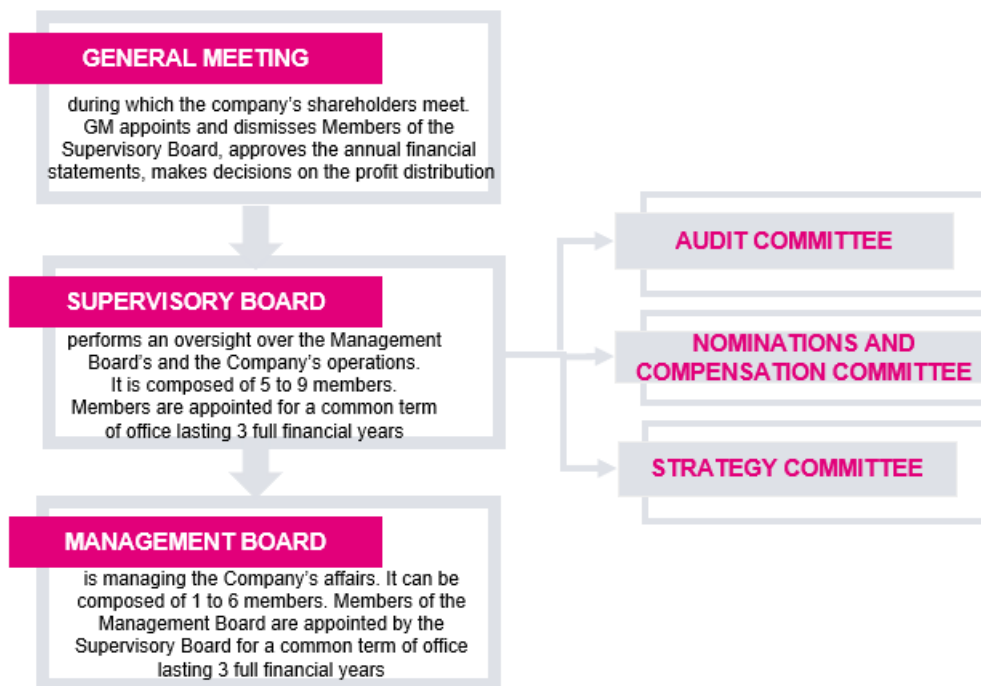 GENERAL MEETING
during which the company's shareholders meet.
GM appoints and dismisses Members of the
Supervisory Board, approves the annual financial
statements, makes decisions on the profit distribution
SUPERVISORY BOARD
performs an oversight over the Management
Board's and the Company's operations.
It is composed of 5 to 9 members.
Members are appointed for a common term
of office lasting 3 full financial years
MANAGEMENT BOARD
is managing the Company's affairs. It can be
composed of 1 to 6 members. Members of the
Management Board are appointed by the
Supervisory Board for a common term of office
lasting 3 full financial years
AUDIT COMMITTEE
NOMINATIONS AND
COMPENSATION COMMITTEE
STRATEGY COMMITTEE